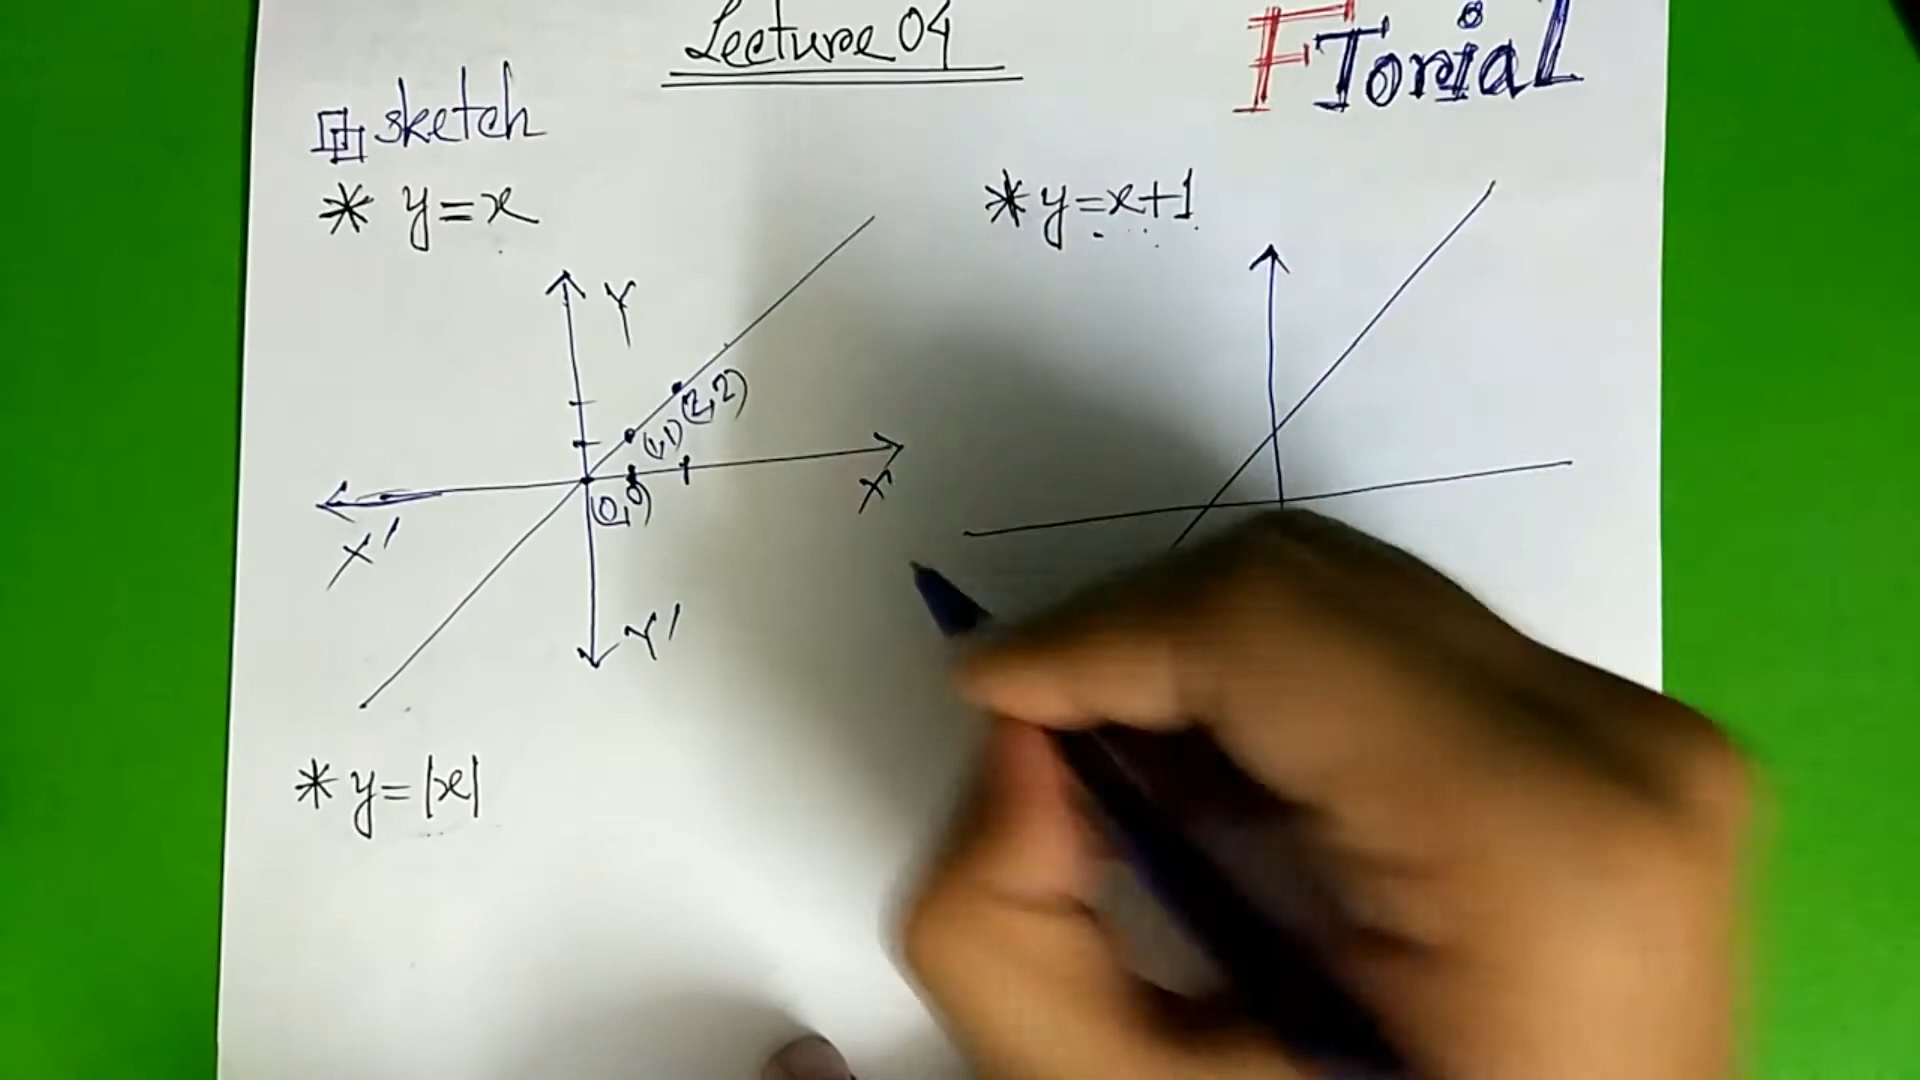 Lecture 04
FTorial
sketch
* y=x
* y=x+1
Y
(2,2)
(1,1)
(0,0)
X
X'
Y'
* y=|x|